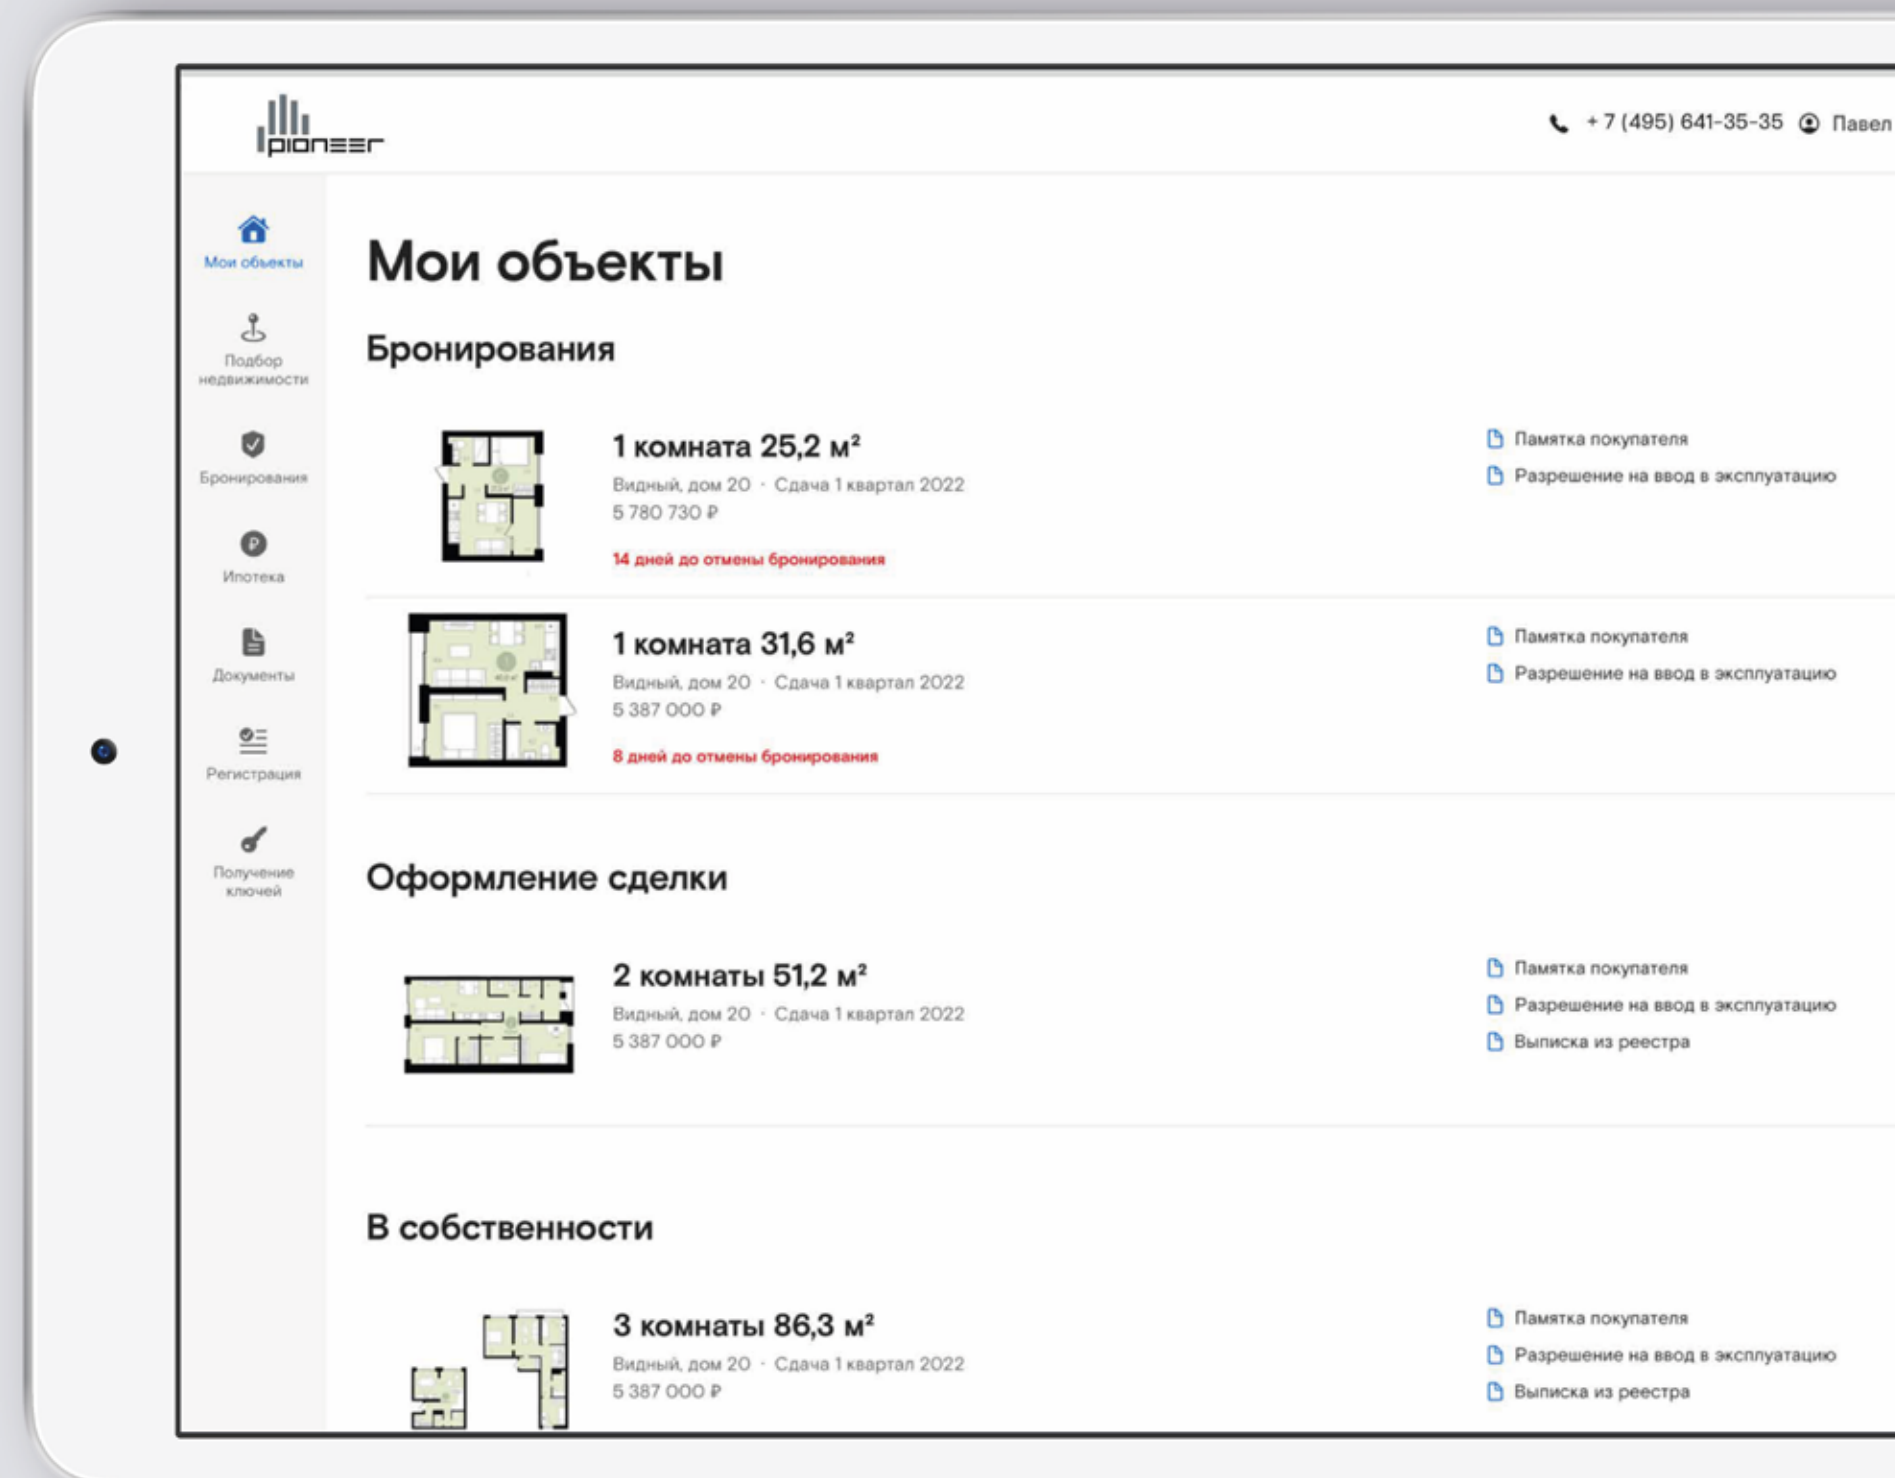 pioneer
+ 7 (495) 641-35-35 Павел
Мои объекты
Подбор
недвижимости
Бронирования
Ипотека
Документы
Регистрация
Получение
ключей
Мои объекты
Бронирования
1 комната 25,2 м²
Видный, дом 20 · Сдача 1 квартал 2022
5 780 730 ₽
14 дней до отмены бронирования
Памятка покупателя
Разрешение на ввод в эксплуатацию
1 комната 31,6 м²
Видный, дом 20 · Сдача 1 квартал 2022
5 387 000 ₽
8 дней до отмены бронирования
Памятка покупателя
Разрешение на ввод в эксплуатацию
Оформление сделки
2 комнаты 51,2 м²
Видный, дом 20 · Сдача 1 квартал 2022
5 387 000 ₽
Памятка покупателя
Разрешение на ввод в эксплуатацию
Выписка из реестра
В собственности
3 комнаты 86,3 м²
Видный, дом 20 · Сдача 1 квартал 2022
5 387 000 ₽
Памятка покупателя
Разрешение на ввод в эксплуатацию
Выписка из реестра